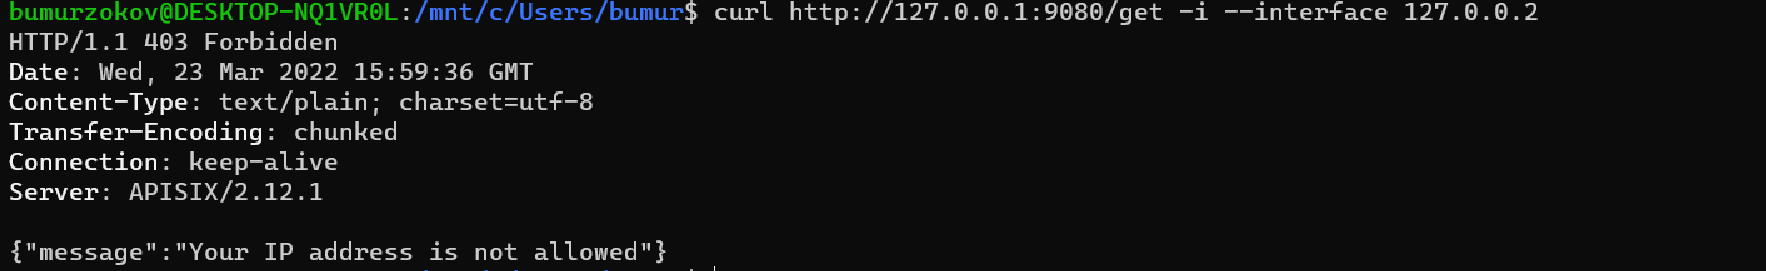 bumurzokov@DESKTOP-NQ1VR0L:/mnt/c/Users/bumur$ curl http://127.0.0.1:9080/get -i --interface 127.0.0.2
HTTP/1.1 403 Forbidden
Date: Wed, 23 Mar 2022 15:59:36 GMT
Content-Type: text/plain; charset=utf-8
Transfer-Encoding: chunked
Connection: keep-alive
Server: APISIX/2.12.1

{"message":"Your IP address is not allowed"}